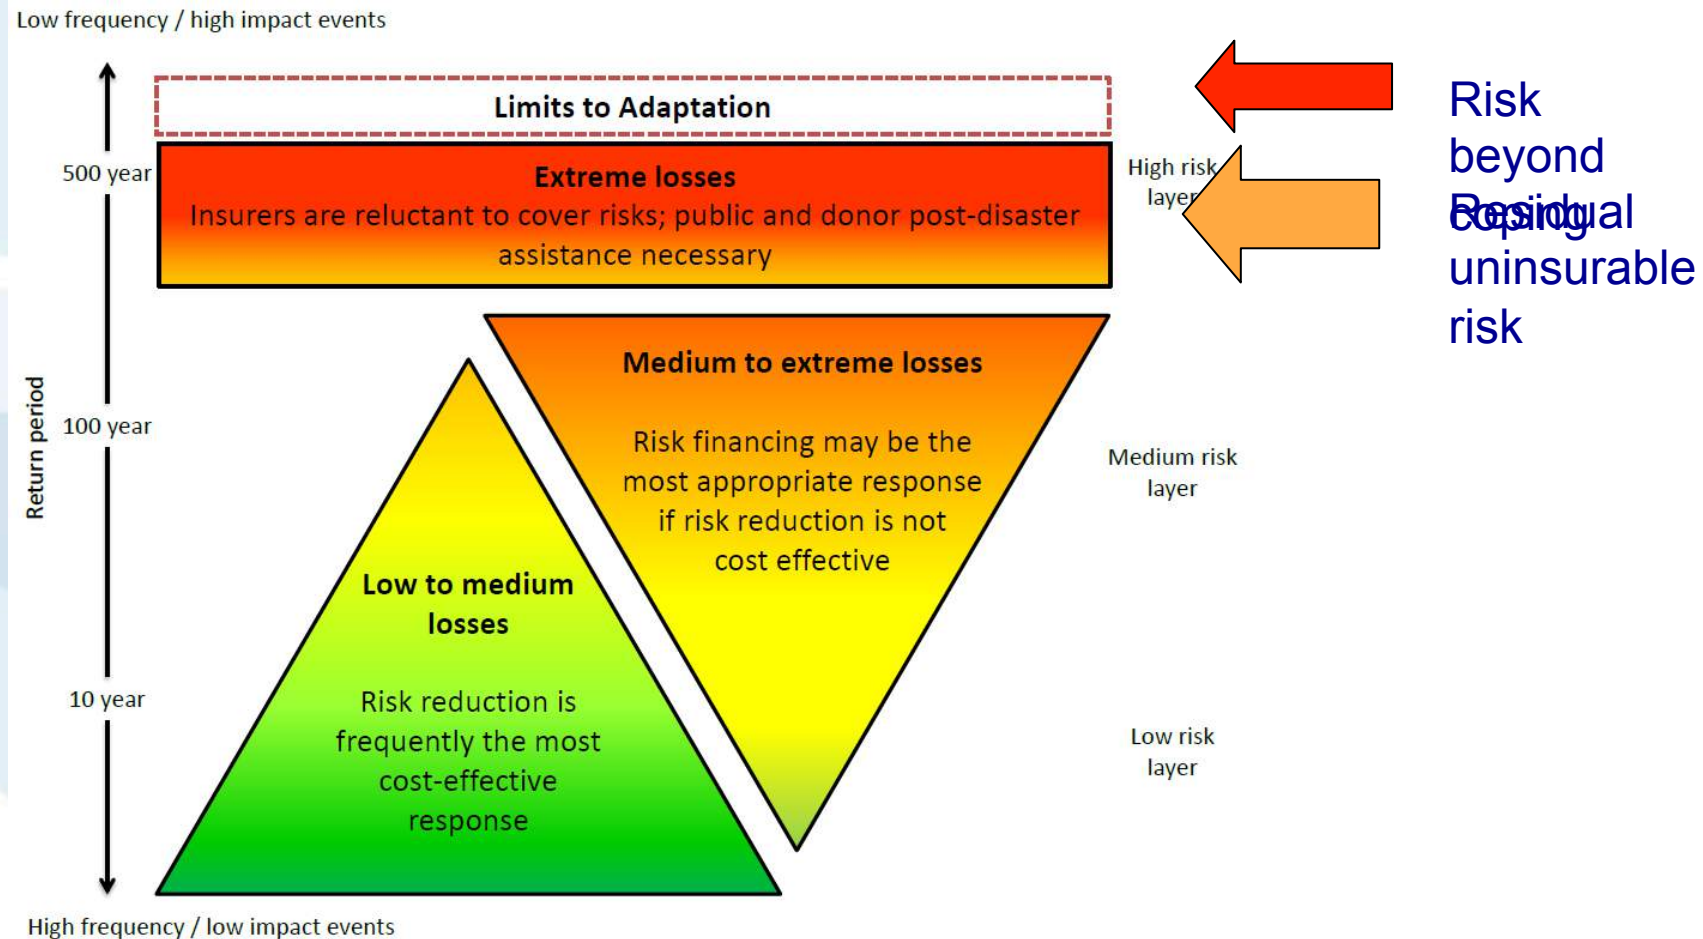 Low frequency / high impact events
Limits to Adaptation
500 year
Extreme losses
Insurers are reluctant to cover risks; public and donor post-disaster
assistance necessary
High risk
layer
Risk
beyond
coping
Residual
uninsurable
risk
Return period
100 year
10 year
Medium to extreme losses
Risk financing may be the
most appropriate response
if risk reduction is not
cost effective
Medium risk
layer
Low to medium
losses
Risk reduction is
frequently the most
cost-effective
response
Low risk
layer
High frequency / low impact events